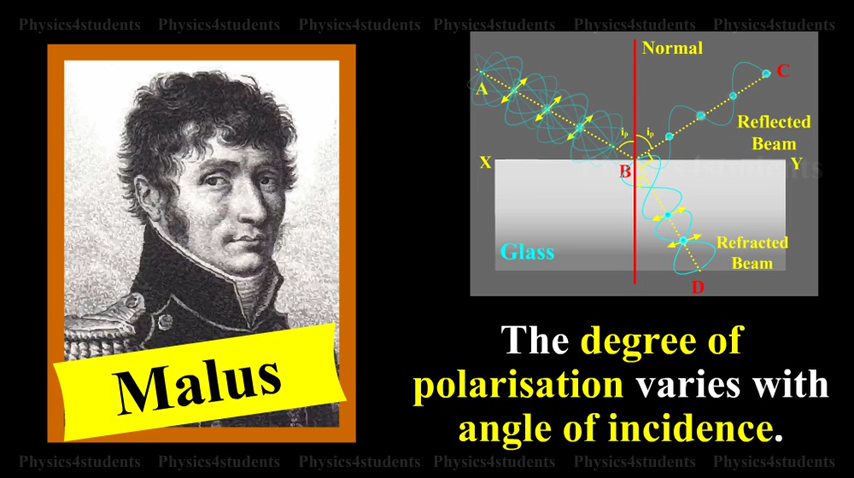 Physics4students Physics4students Physics4students Physics4students Physics4students Physics4students
Normal
A
C
iₚ iₚ
Reflected
Beam
X
Y
B
Glass
Refracted
Beam
D
Malus
The degree of
polarisation varies with
angle of incidence.
Physics4students Physics4students Physics4students Physics4students Physics4students Physics4students